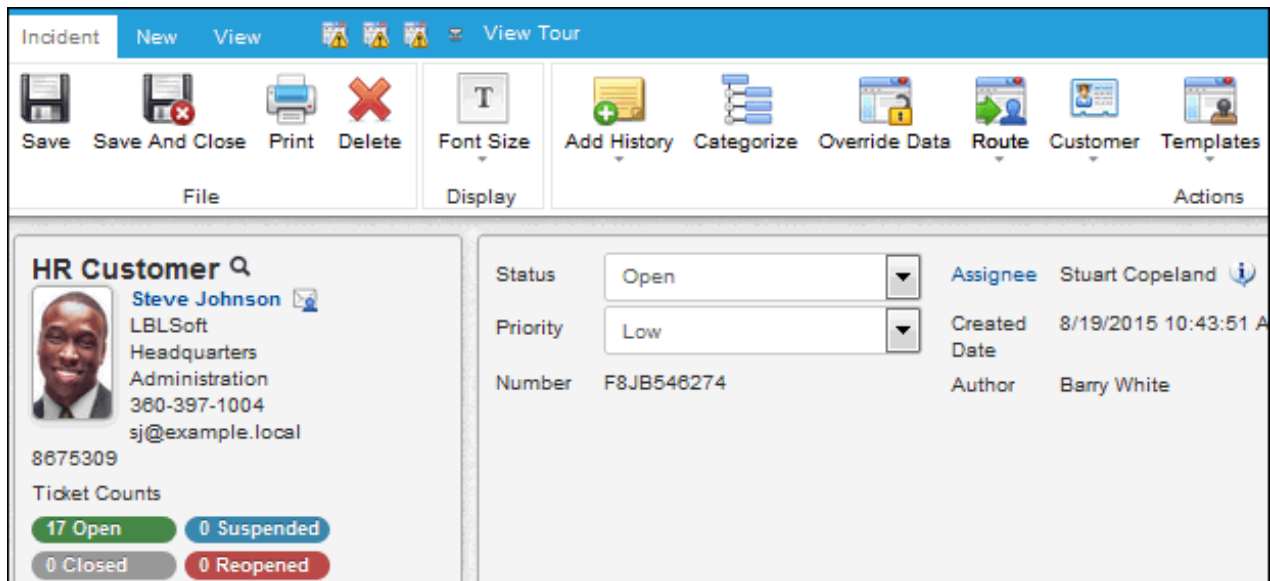 Incident New View View Tour
Save Save And Close Print Delete Font Size Add History Categorize Override Data Route Customer Templates
File Display Actions
HR Customer
Steve Johnson
LBLSoft
Headquarters
Administration
360-397-1004
sj@example.local
8675309
Ticket Counts
17 Open 0 Suspended
0 Closed 0 Reopened
Status Open Assignee Stuart Copeland
Priority Low Created Date 8/19/2015 10:43:51 A
Number F8JB546274 Author Barry White